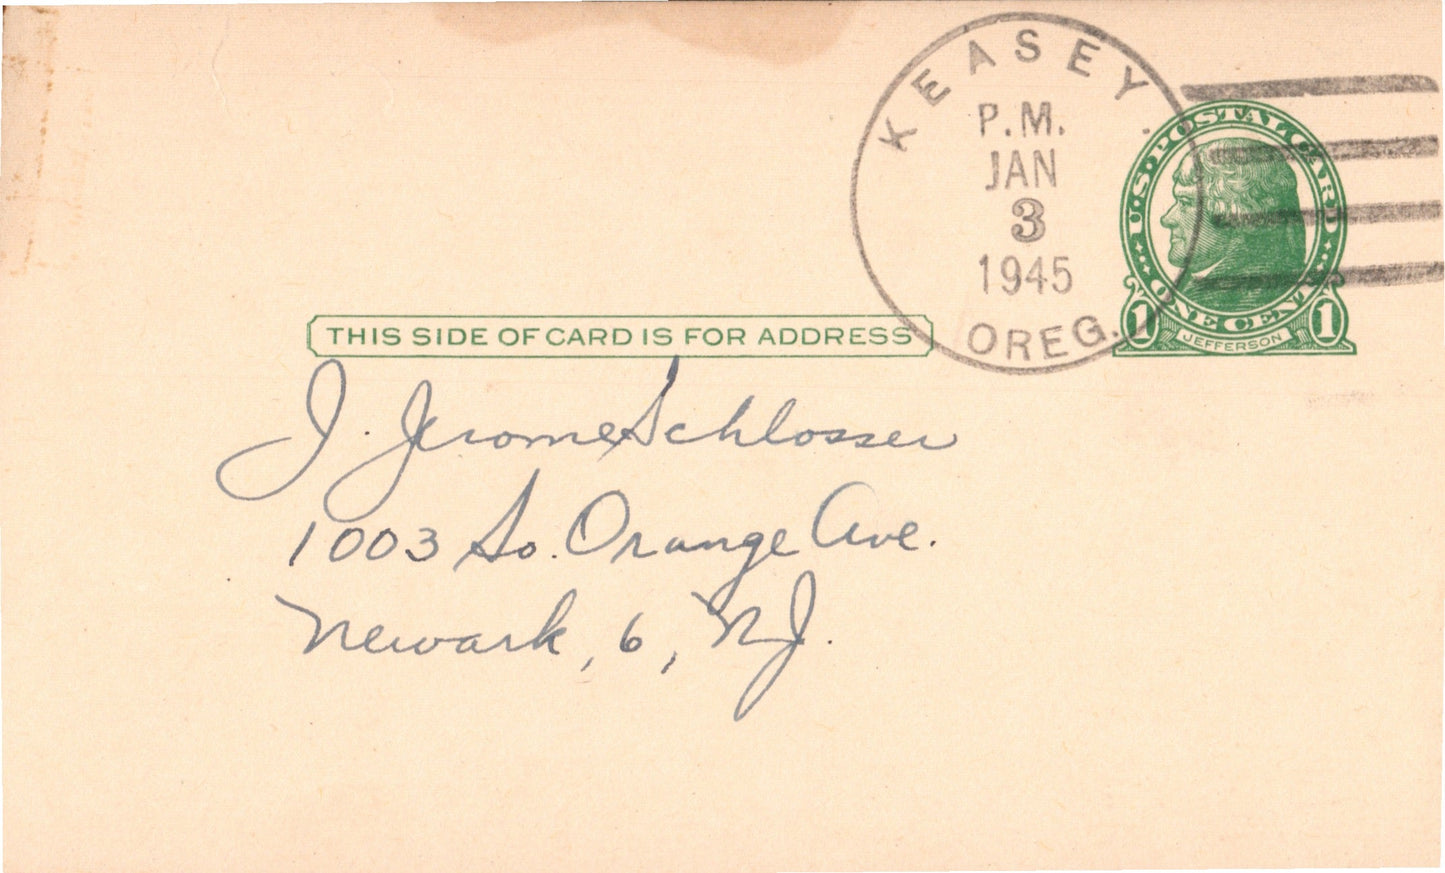 KEASEY.
P.M.
JAN
3
1945
OREG.
U.S. POSTAL CARD
ONE CENT
1 JEFFERSON 1
THIS SIDE OF CARD IS FOR ADDRESS
J. Jerome Schlosser
1003 So. Orange Ave.
Newark, 6, N.J.